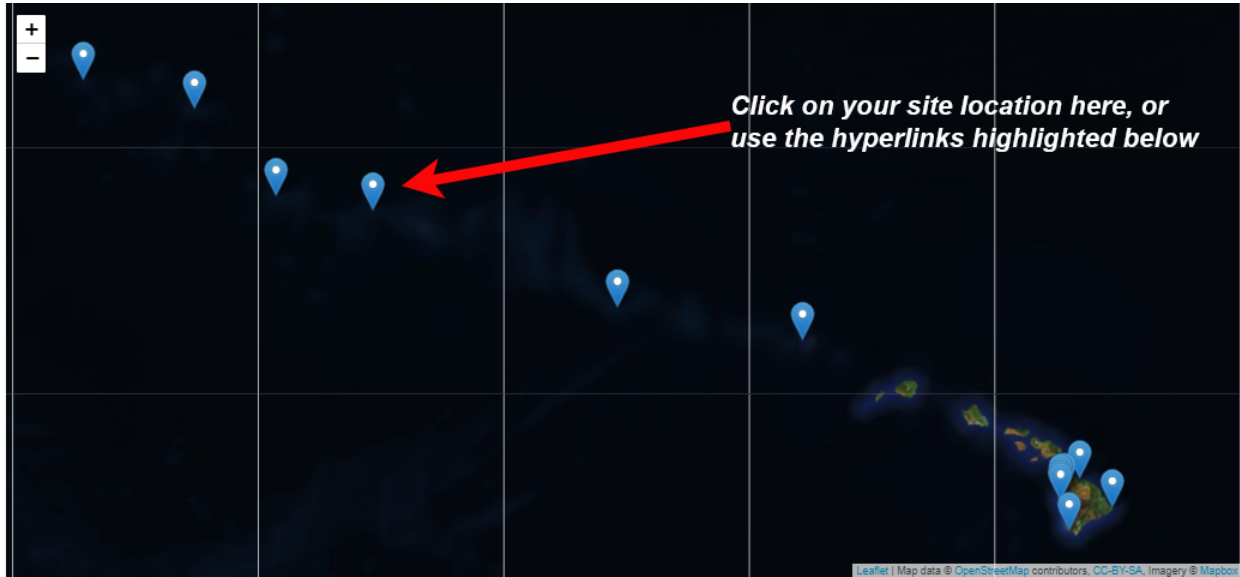 +
−
Click on your site location here, or
use the hyperlinks highlighted below
Leaflet | Map data © OpenStreetMap contributors, CC-BY-SA, Imagery © Mapbox